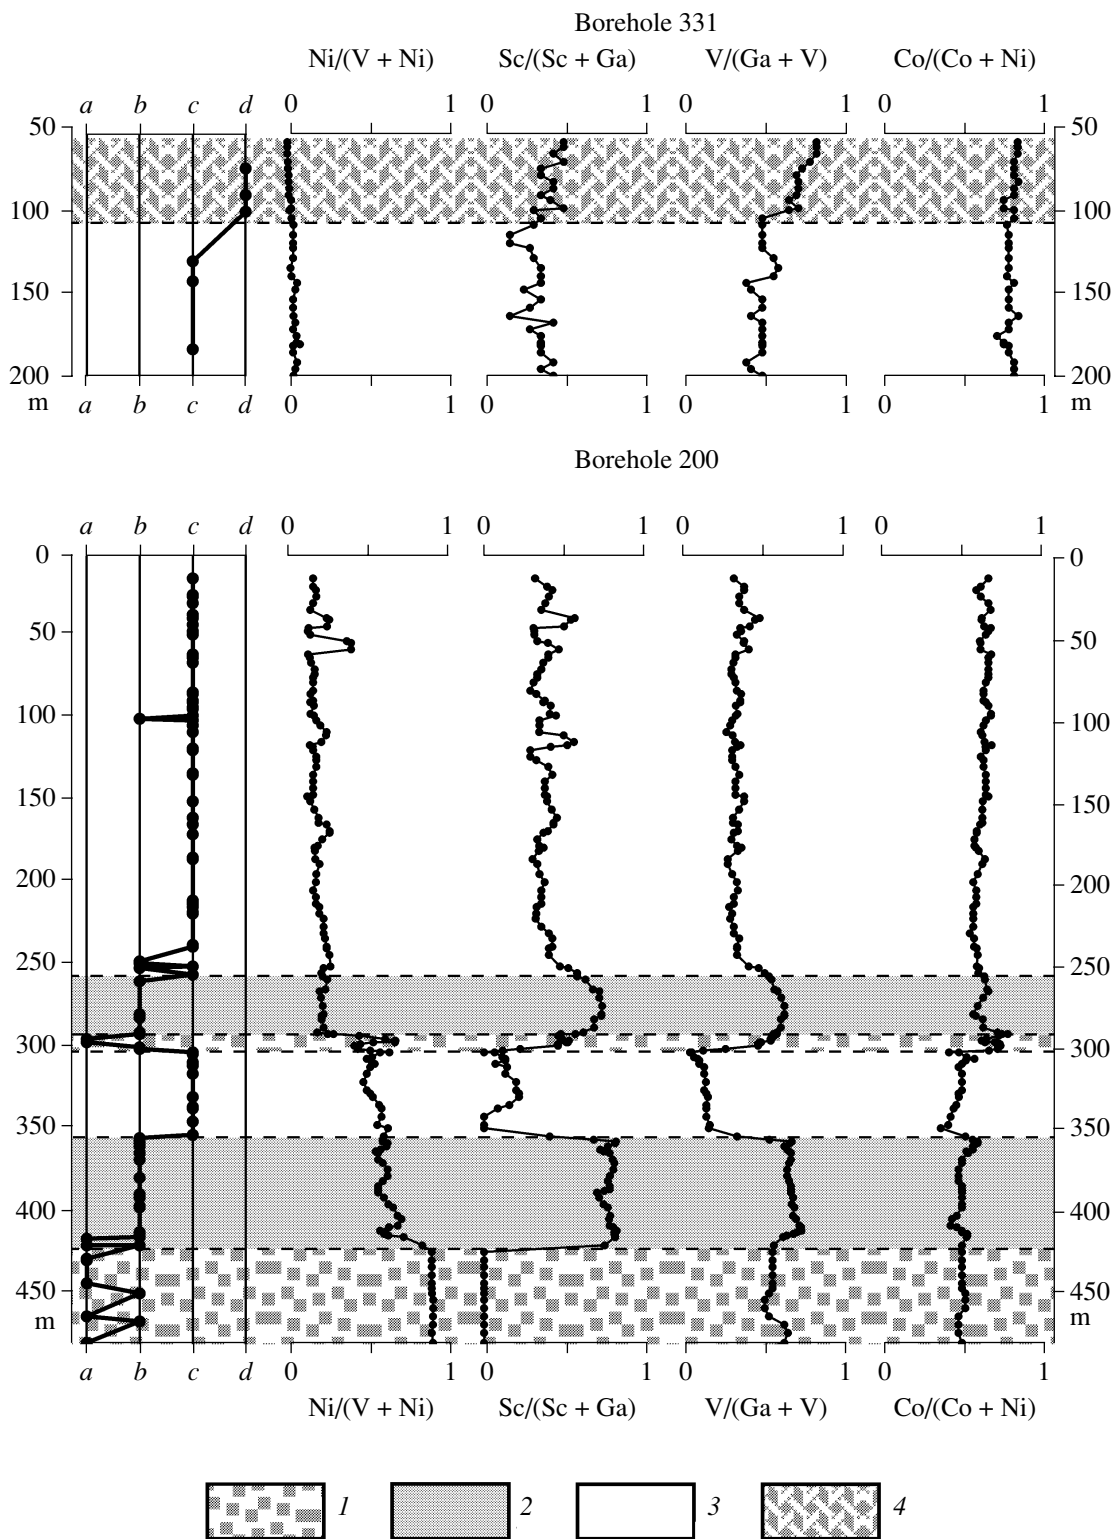 Borehole 331
Ni/(V + Ni) Sc/(Sc + Ga) V/(Ga + V) Co/(Co + Ni)
a b c d 0 1 0 1 0 1 0 1
50 50
100 100
150 150
200 200
m a b c d 0 1 0 1 0 1 0 1 m
Borehole 200
a b c d 0 1 0 1 0 1 0 1
0 0
50 50
100 100
150 150
200 200
250 250
300 300
350 350
400 400
450 450
m m
a b c d 0 1 0 1 0 1 0 1
Ni/(V + Ni) Sc/(Sc + Ga) V/(Ga + V) Co/(Co + Ni)
1 2 3 4